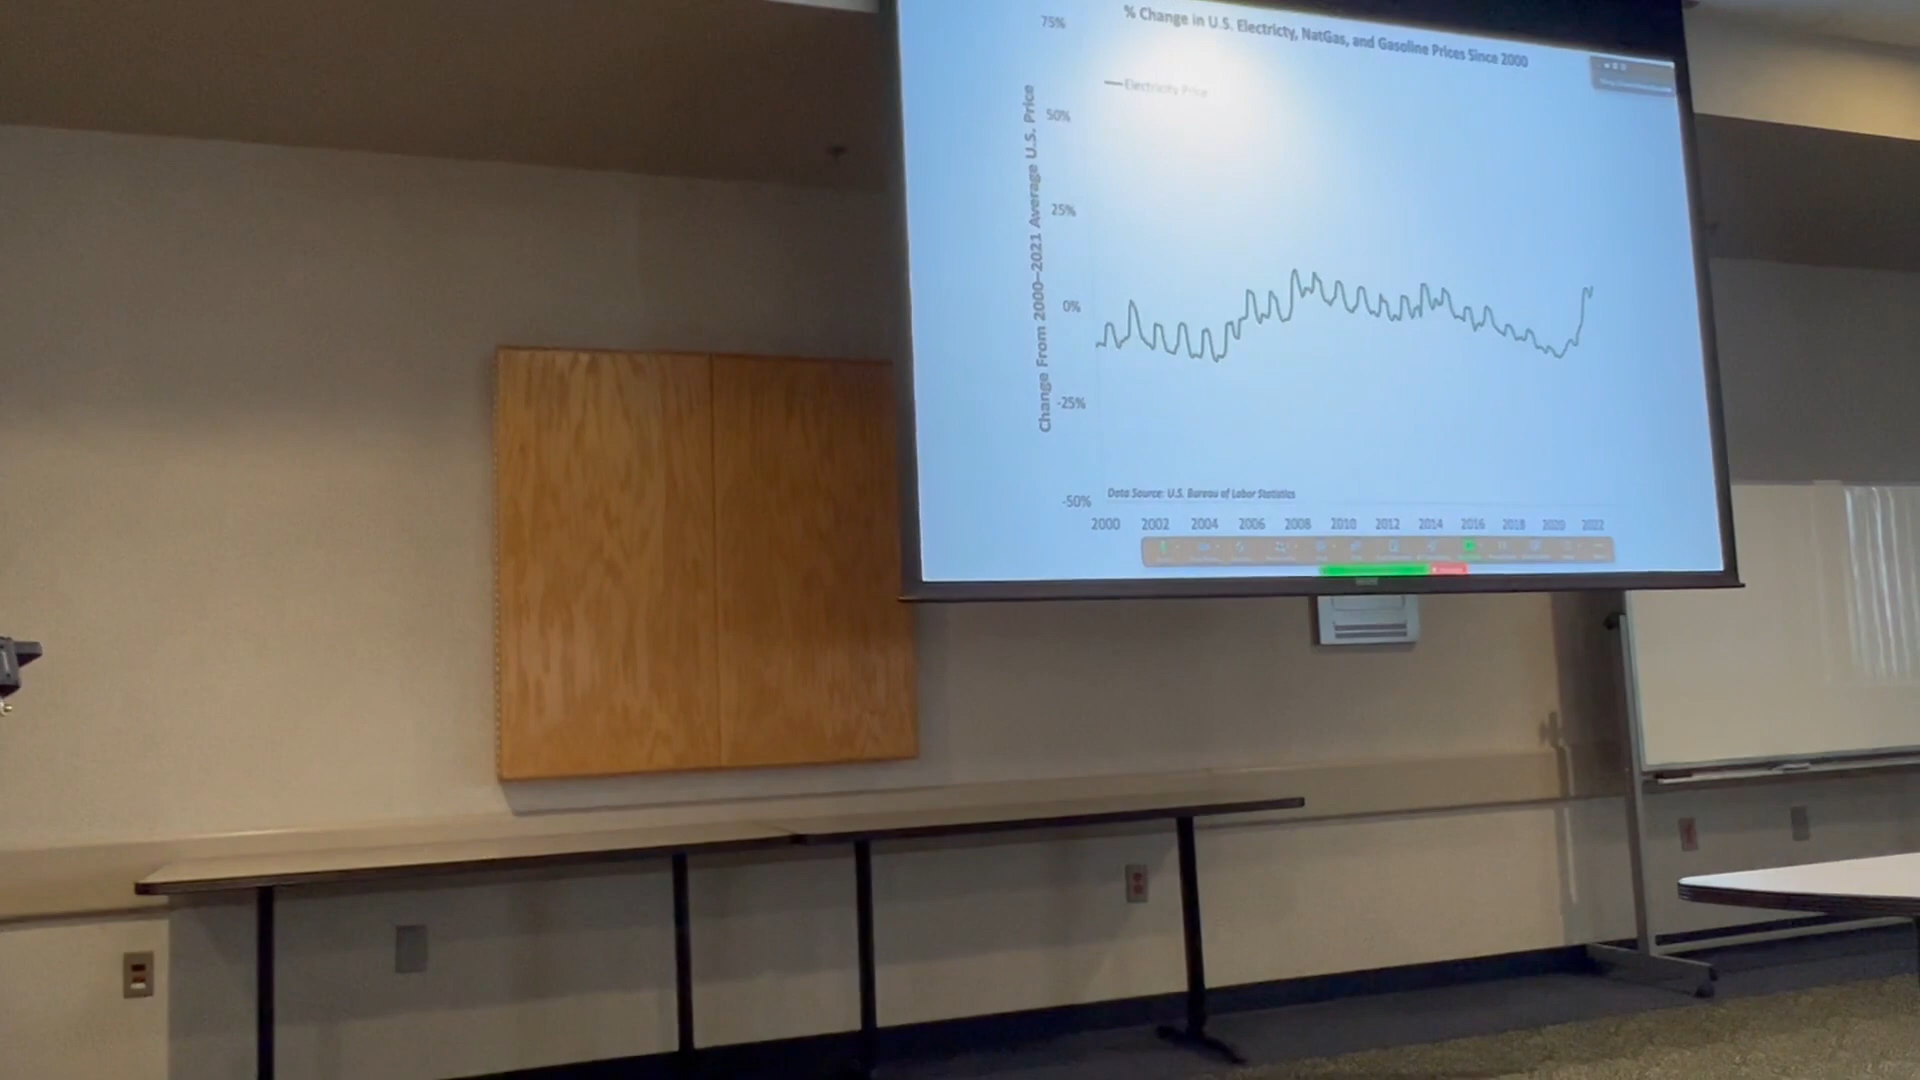 % Change in U.S. Electricty, NatGas, and Gasoline Prices Since 2000
75%
Electricity Price
50%
25%
0%
-25%
-50%
Change From 2000–2021 Average U.S. Price
Data Source: U.S. Bureau of Labor Statistics
2000 2002 2004 2006 2008 2010 2012 2014 2016 2018 2020 2022